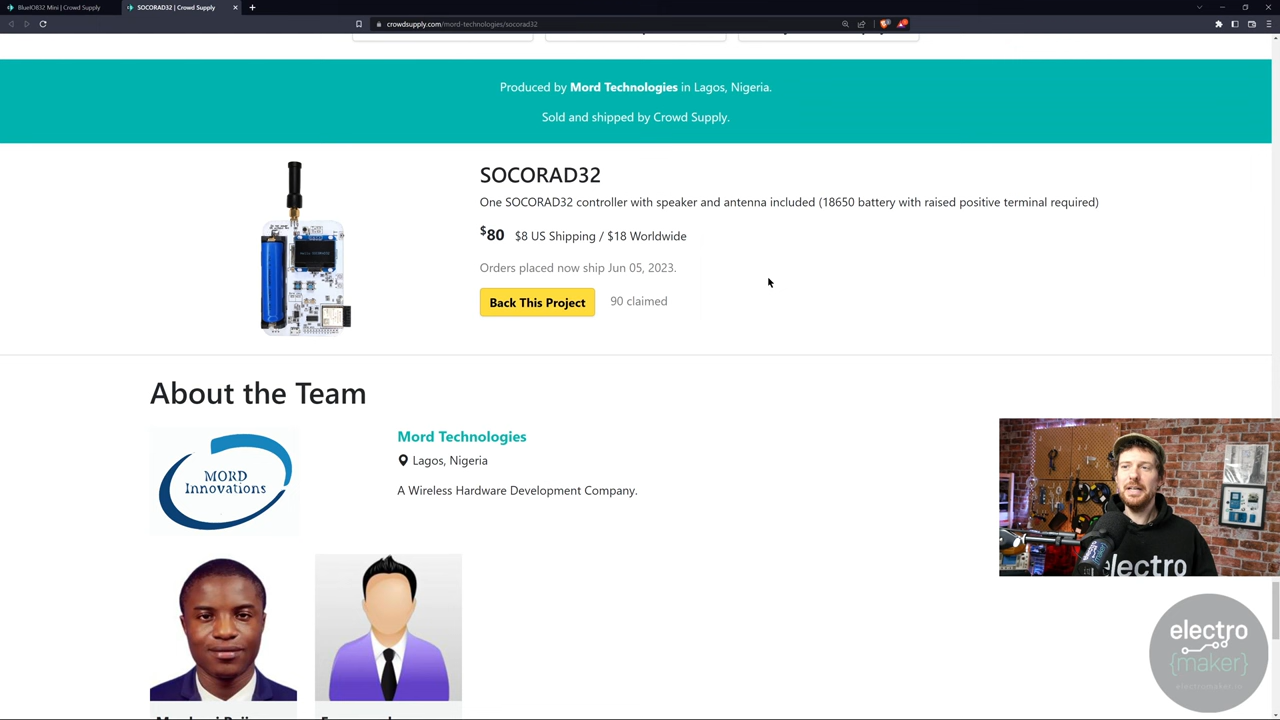 BlueIO832 Mini | Crowd Supply
SOCORAD32 | Crowd Supply
crowdsupply.com/mord-technologies/socorad32
Produced by Mord Technologies in Lagos, Nigeria.
Sold and shipped by Crowd Supply.
SOCORAD32
One SOCORAD32 controller with speaker and antenna included (18650 battery with raised positive terminal required)
$80 $8 US Shipping / $18 Worldwide
Orders placed now ship Jun 05, 2023.
Back This Project 90 claimed
About the Team
MORD
Innovations
Mord Technologies
Lagos, Nigeria
A Wireless Hardware Development Company.
electro
electro
{maker}
electromaker.io